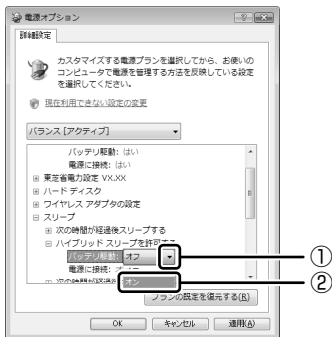 電源オプション
詳細設定
カスタマイズする電源プランを選択してから、お使いの
コンピュータで電源を管理する方法を反映している設定
を選択してください。
現在利用できない設定の変更
バランス [アクティブ]
バッテリ駆動: はい
電源に接続: はい
東芝省電力設定 VX.XX
ハード ディスク
ワイヤレス アダプタの設定
スリープ
次の時間が経過後スリープする
ハイブリッド スリープを許可する
バッテリ駆動: オフ
①
電源に接続:
オン
②
次の時間が経過後
プランの既定を復元する(R)
OK
キャンセル
適用(A)